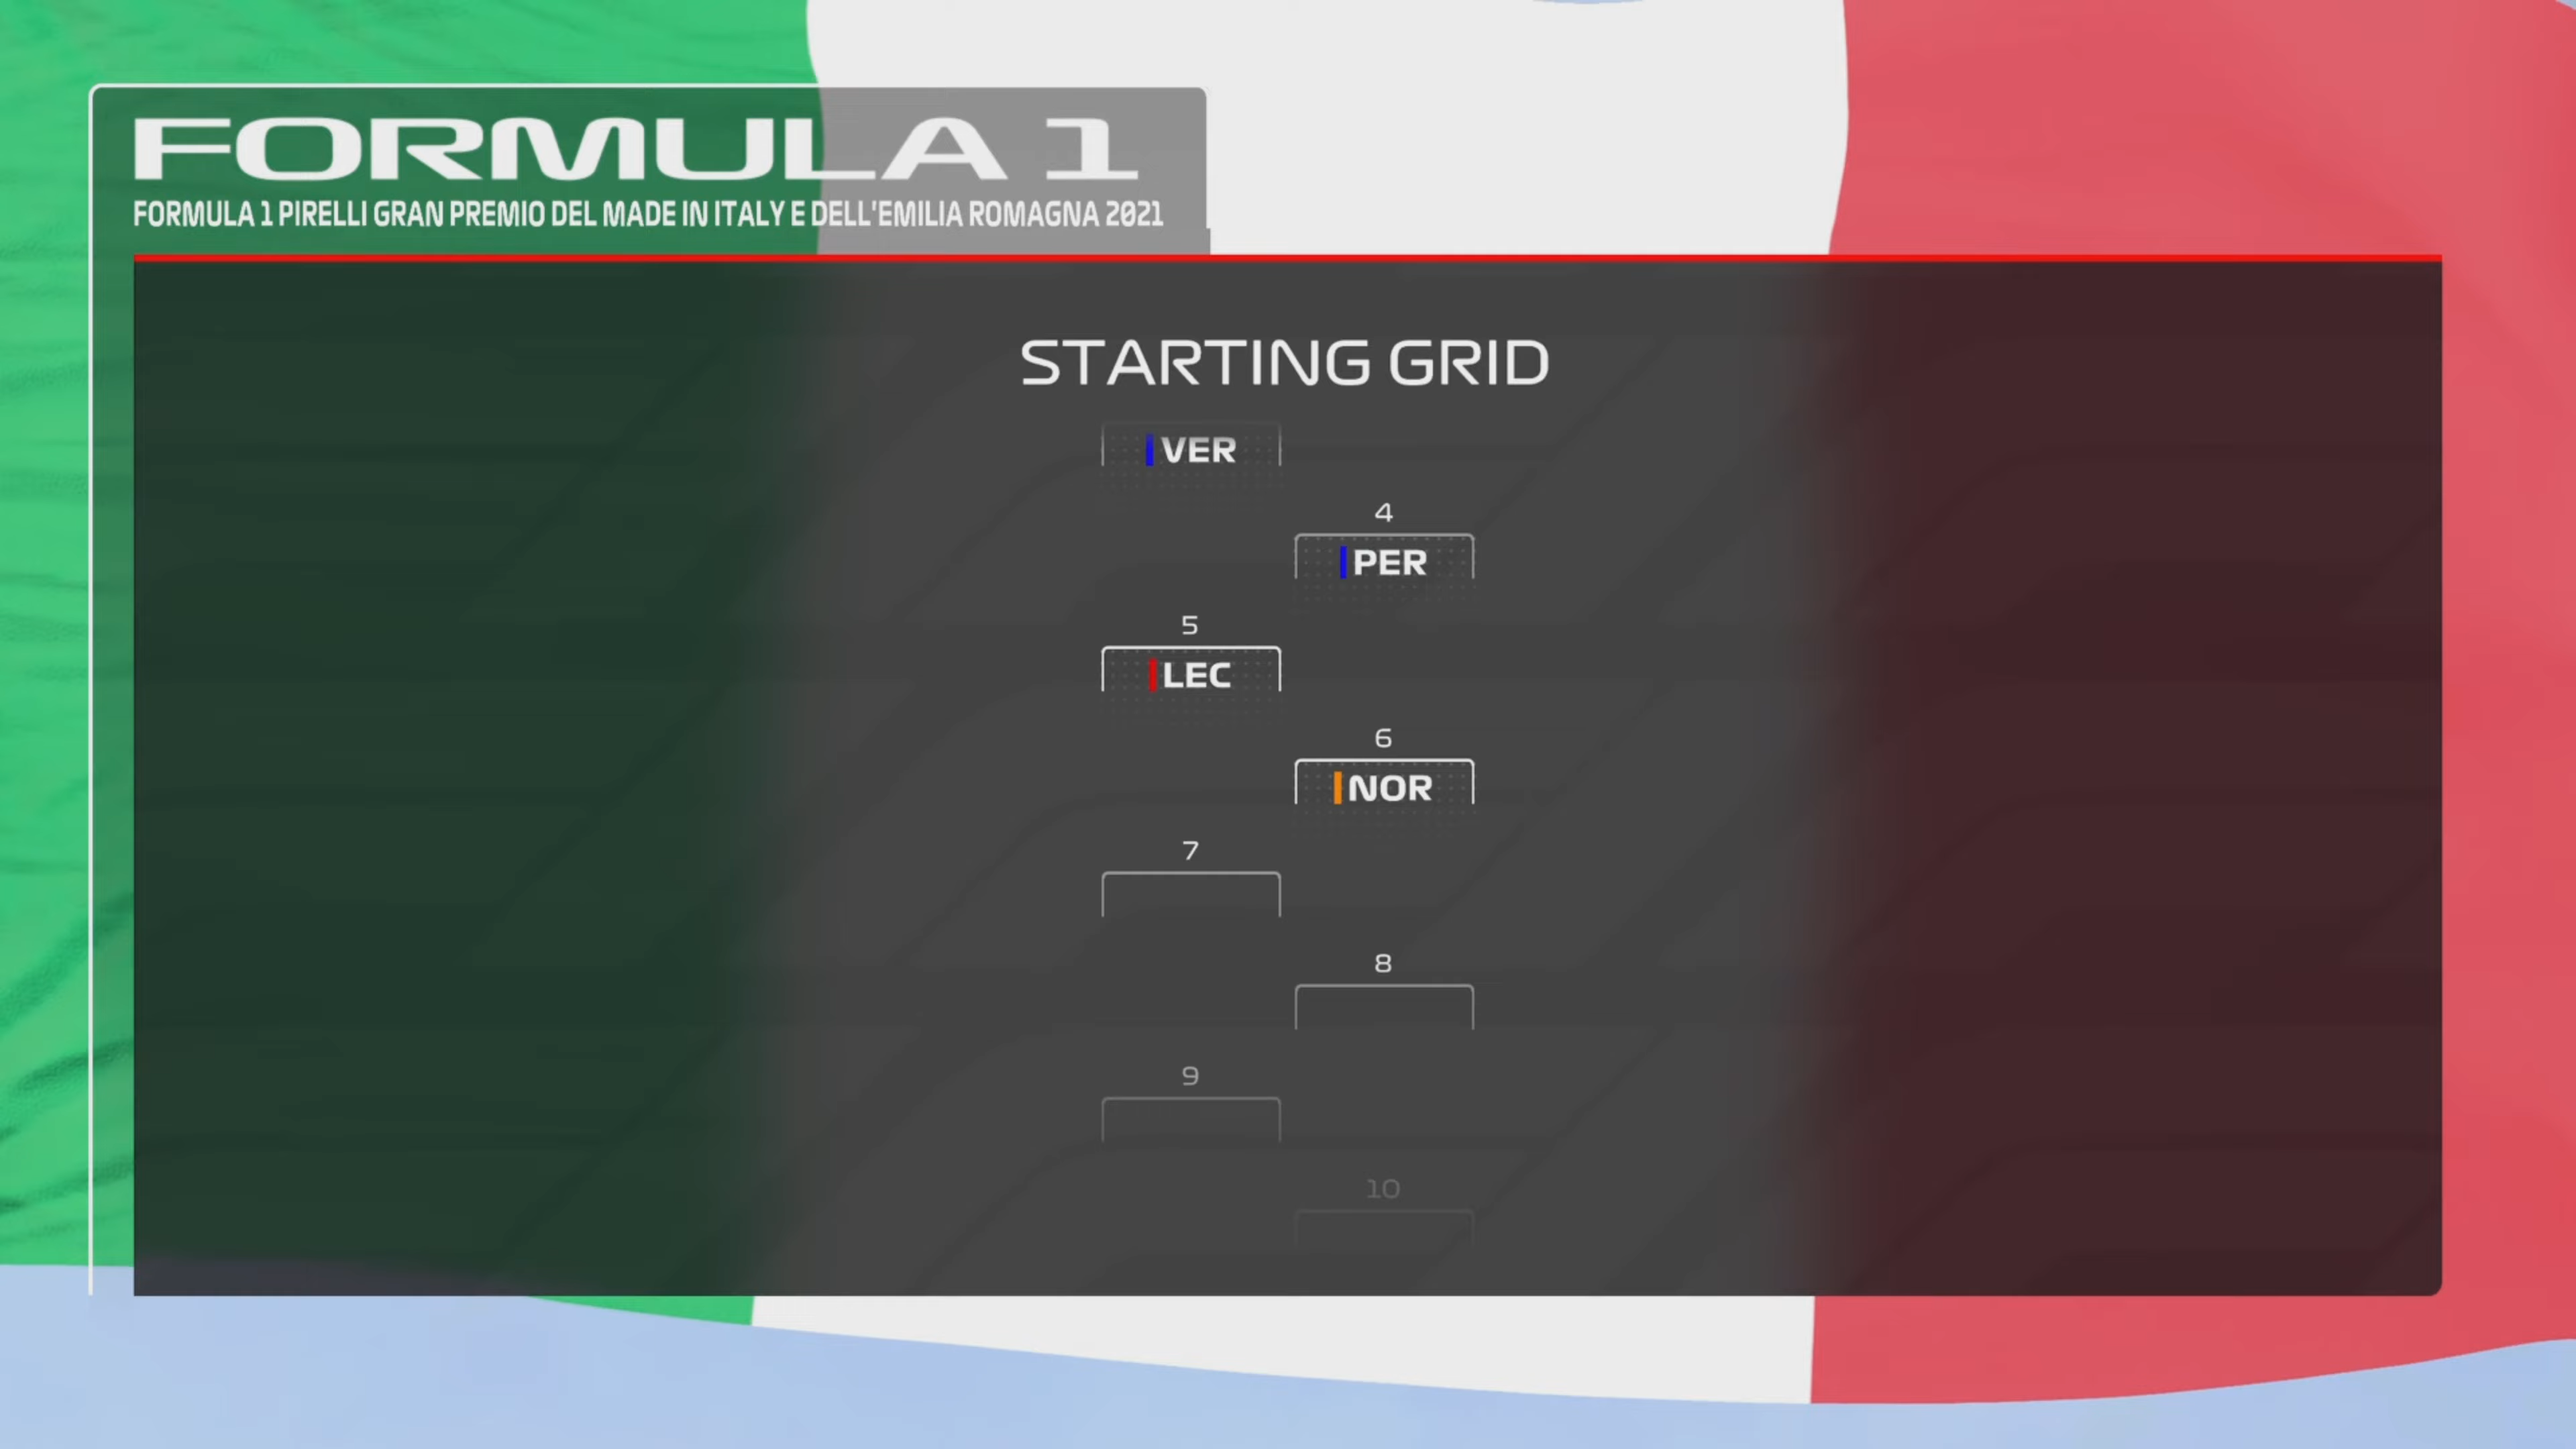 FORMULA 1
FORMULA 1 PIRELLI GRAN PREMIO DEL MADE IN ITALY E DELL'EMILIA ROMAGNA 2021
STARTING GRID
VER
4
PER
5
LEC
6
NOR
7
8
9
10